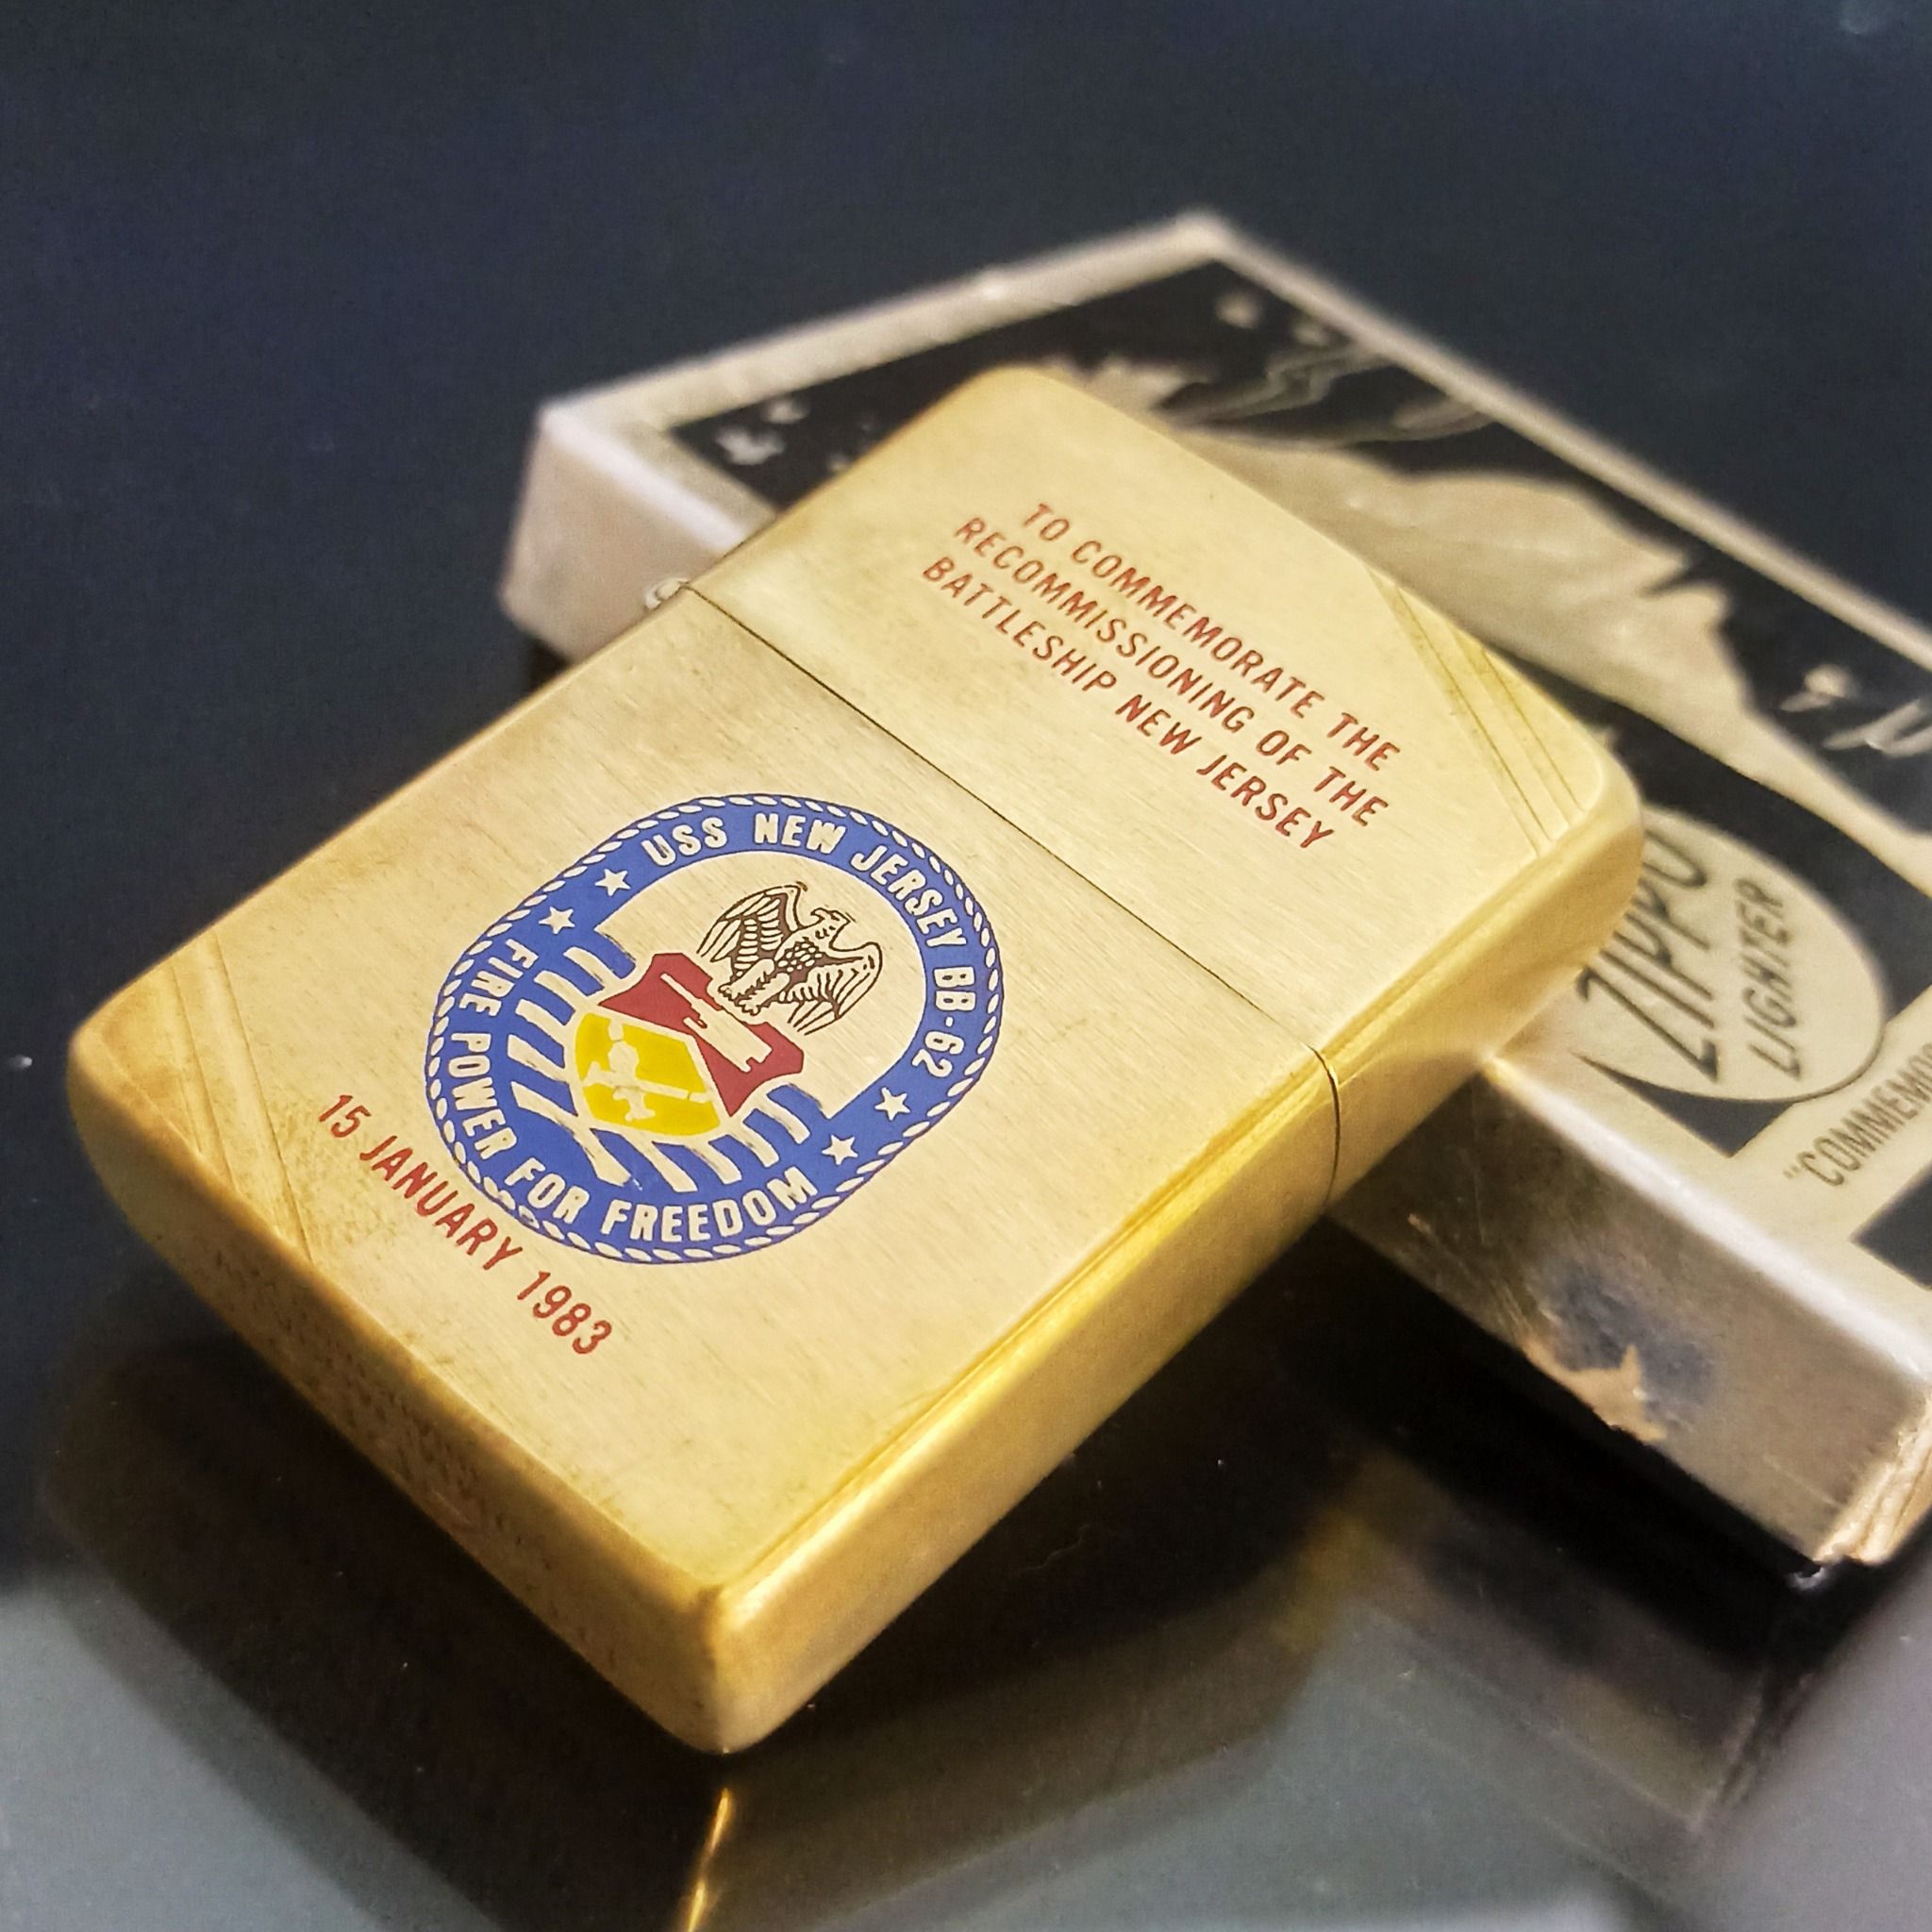 TO COMMEMORATE THE
RECOMMISSIONING OF THE
BATTLESHIP NEW JERSEY
USS NEW JERSEY BB-62
FIRE POWER FOR FREEDOM
15 JANUARY 1983
ZIPPO
LIGHTER